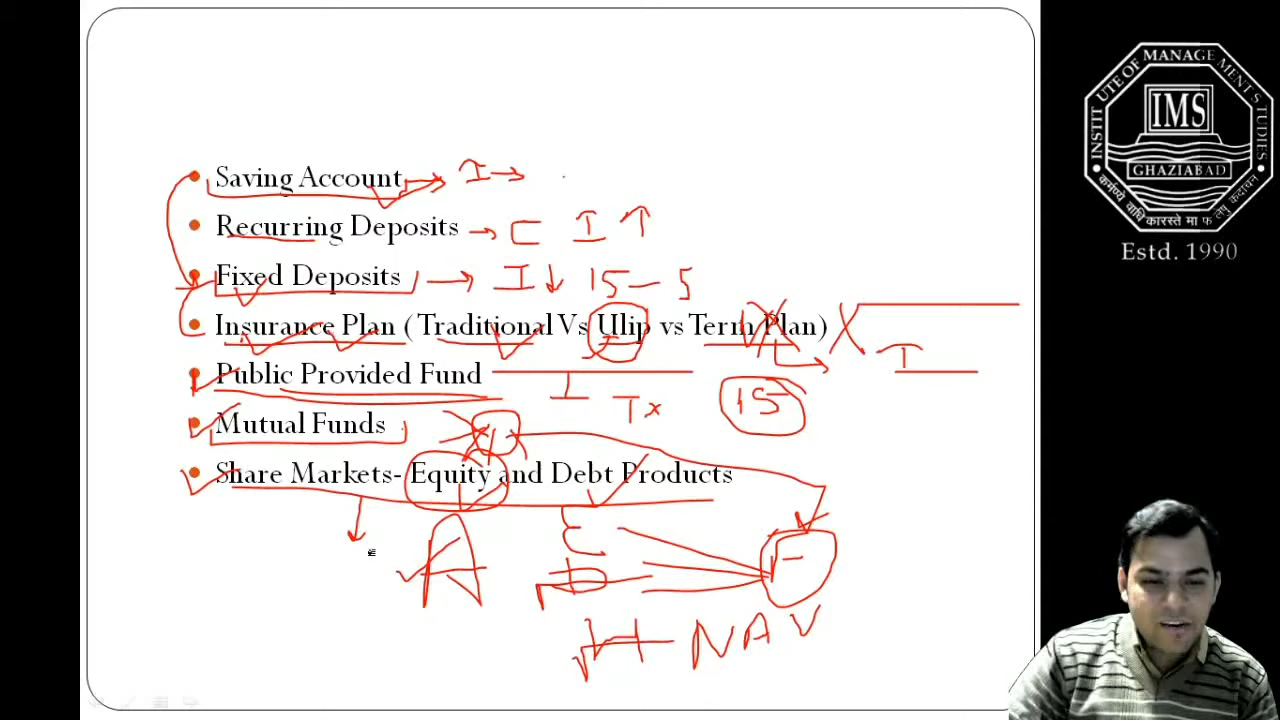 Saving Account → I →
Recurring Deposits → C I ↑
Fixed Deposits → I ↓ 15 – 5
Insurance Plan ( Traditional Vs Ulip vs Term Plan)
I
Public Provided Fund I Tx 15
Mutual Funds
Share Markets- Equity and Debt Products
A E F
D
H NAV
INSTITUTE OF MANAGEMENT STUDIES
IMS
GHAZIABAD
Estd. 1990